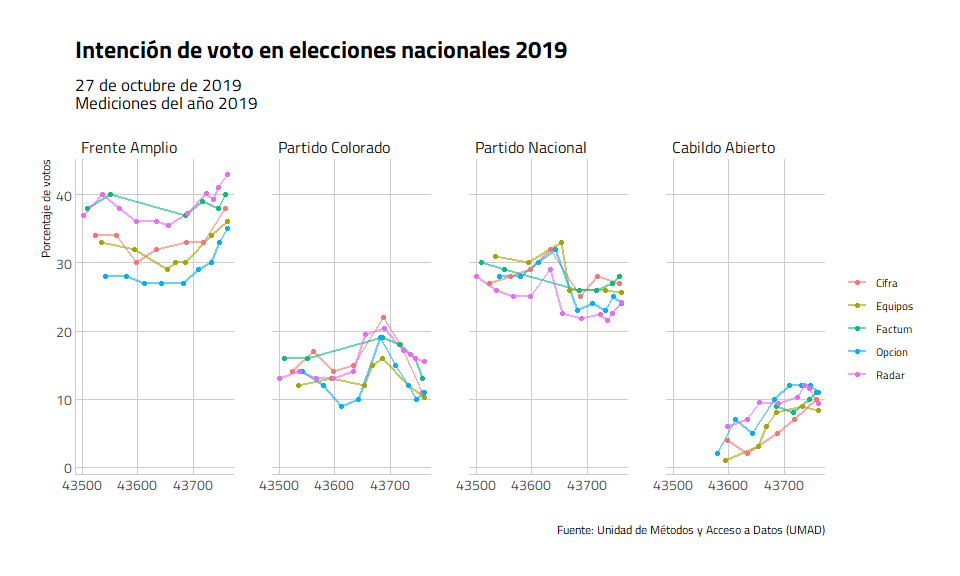 Intención de voto en elecciones nacionales 2019
27 de octubre de 2019
Mediciones del año 2019
Frente Amplio
Partido Colorado
Partido Nacional
Cabildo Abierto
Porcentaje de votos
40
30
20
10
0
43500 43600 43700
43500 43600 43700
43500 43600 43700
43500 43600 43700
Cifra
Equipos
Factum
Opcion
Radar
Fuente: Unidad de Métodos y Acceso a Datos (UMAD)